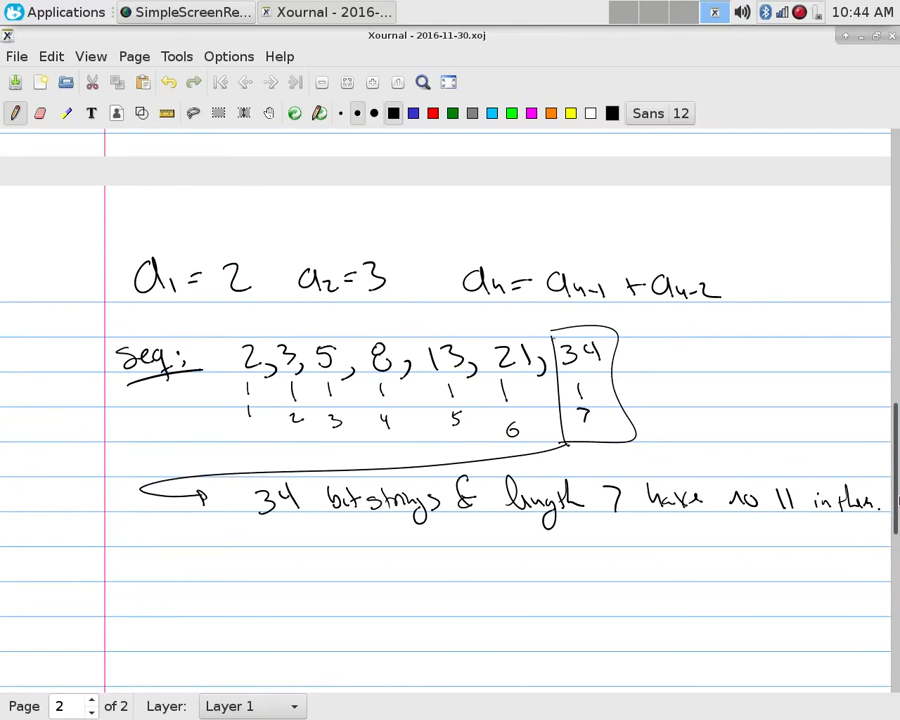 Applications SimpleScreenRe... Xournal - 2016-... 10:44 AM
Xournal - 2016-11-30.xoj
File Edit View Page Tools Options Help
T Sans 12
a1 = 2 a2 = 3 an = an-1 + an-2
seq: 2, 3, 5, 8, 13, 21, 34
1 2 3 4 5 6 7
34 bitstrings of length 7 have no 11 in them.
Page 2 of 2 Layer: Layer 1